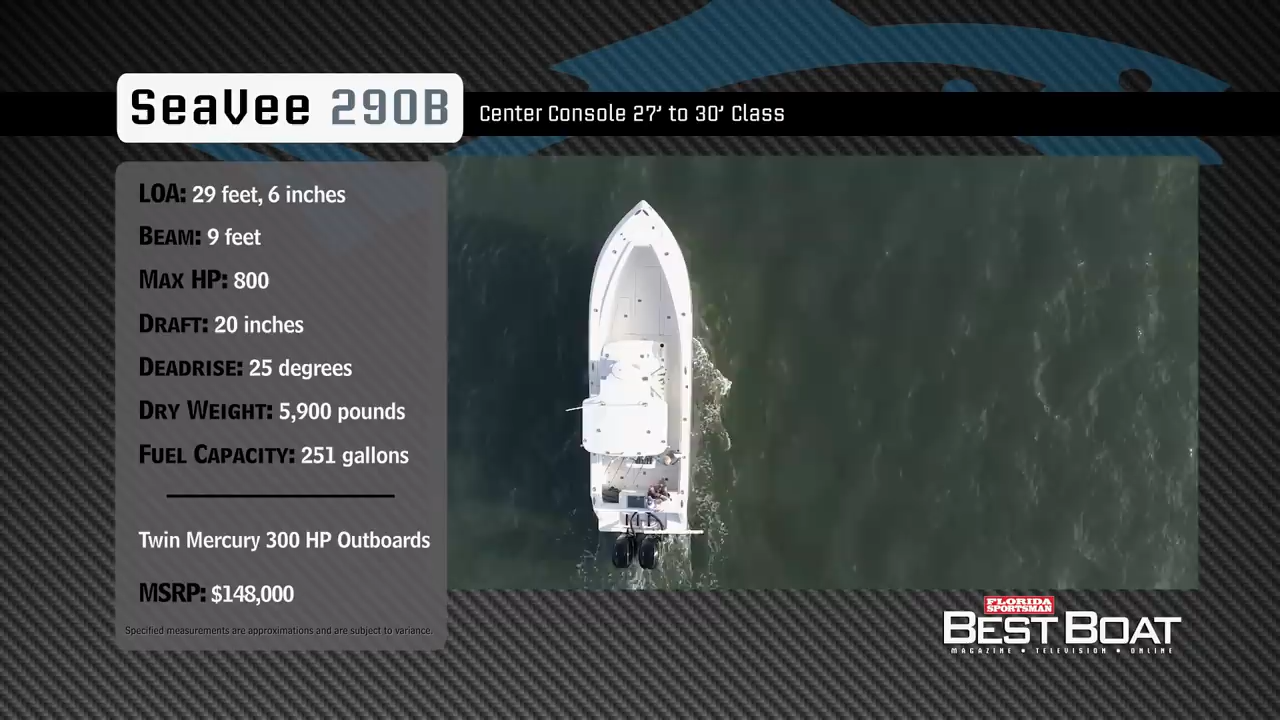 SeaVee 290B
Center Console 27' to 30' Class
LOA: 29 feet, 6 inches
Beam: 9 feet
Max HP: 800
Draft: 20 inches
Deadrise: 25 degrees
Dry Weight: 5,900 pounds
Fuel Capacity: 251 gallons
Twin Mercury 300 HP Outboards
MSRP: $148,000
Specified measurements are approximations and are subject to variance.
FLORIDA
SPORTSMAN
BEST BOAT
MAGAZINE • TELEVISION • ONLINE